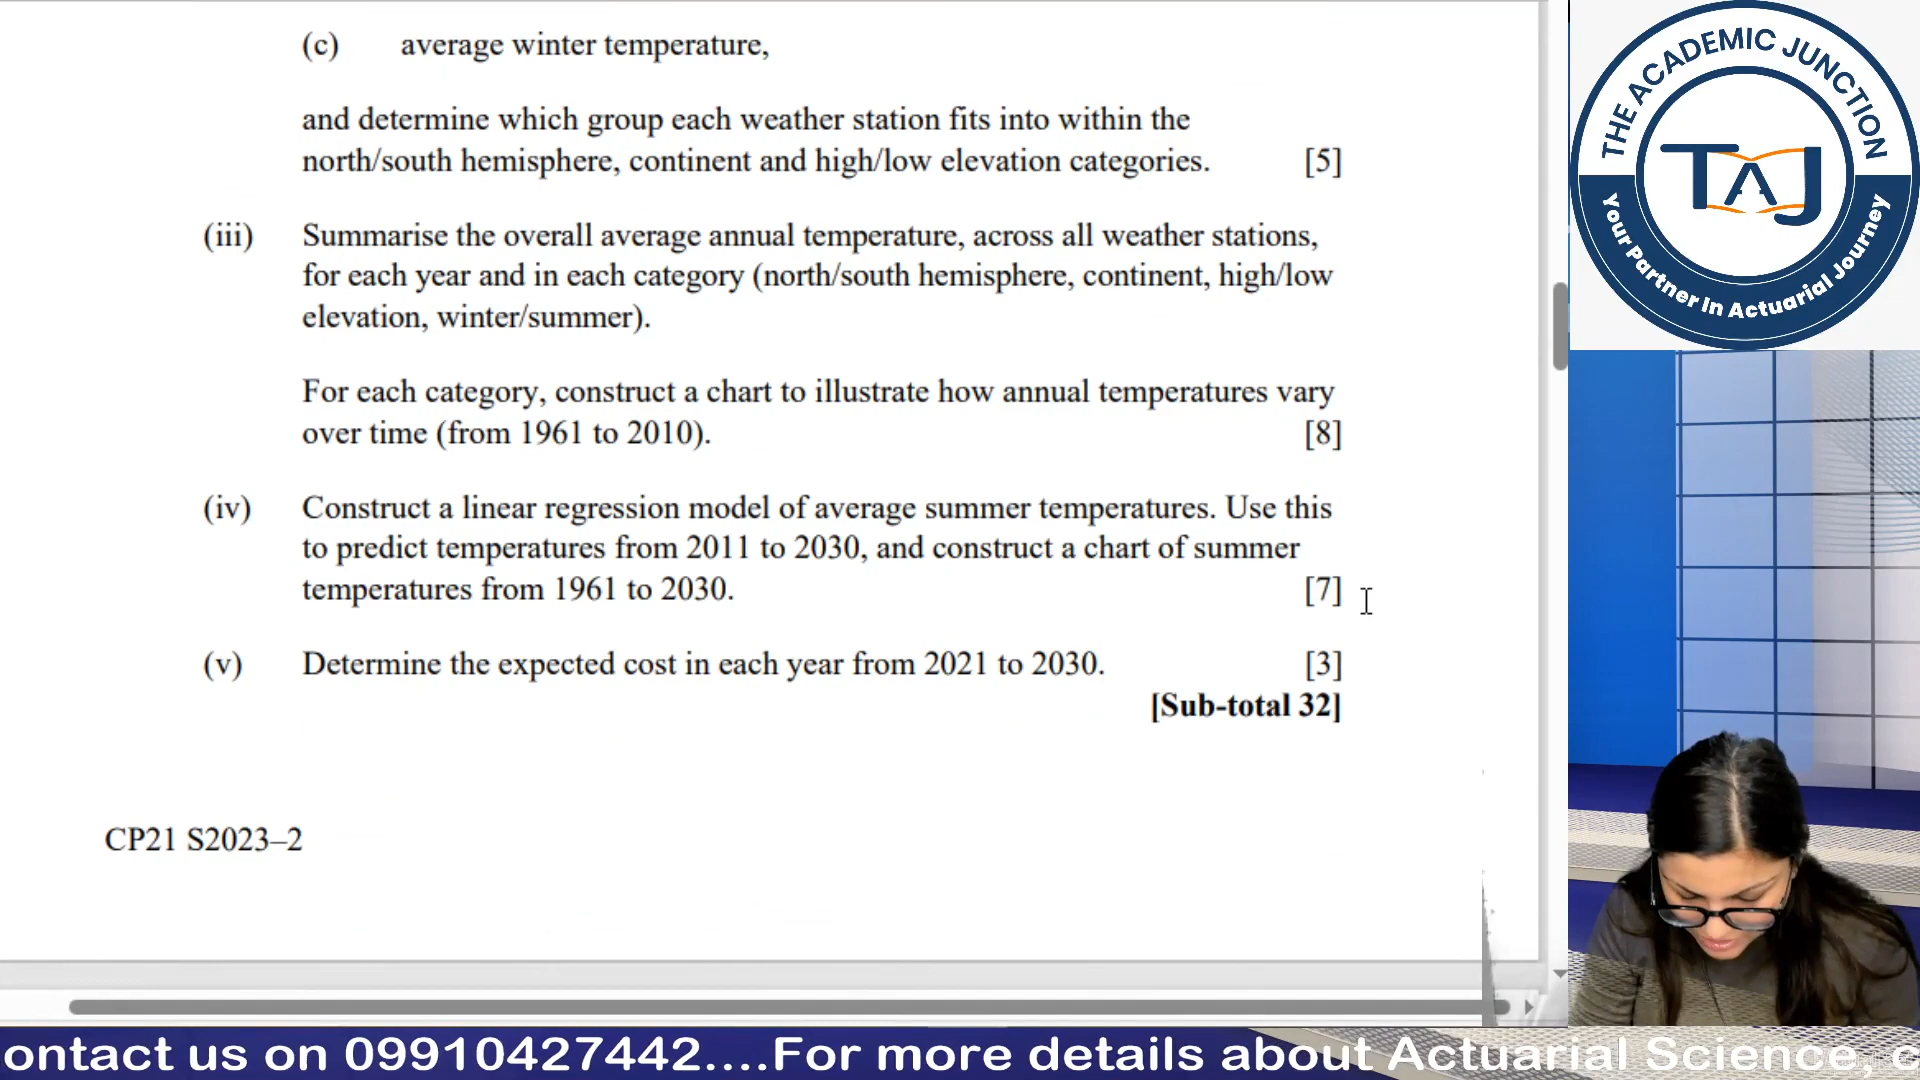 (c) average winter temperature,
and determine which group each weather station fits into within the
north/south hemisphere, continent and high/low elevation categories. [5]
(iii) Summarise the overall average annual temperature, across all weather stations,
for each year and in each category (north/south hemisphere, continent, high/low
elevation, winter/summer).
For each category, construct a chart to illustrate how annual temperatures vary
over time (from 1961 to 2010). [8]
(iv) Construct a linear regression model of average summer temperatures. Use this
to predict temperatures from 2011 to 2030, and construct a chart of summer
temperatures from 1961 to 2030. [7]
(v) Determine the expected cost in each year from 2021 to 2030. [3]
[Sub-total 32]
CP21 S2023–2
THE ACADEMIC JUNCTION
TAJ
Your Partner In Actuarial Journey
ontact us on 09910427442....For more details about Actuarial Science, c